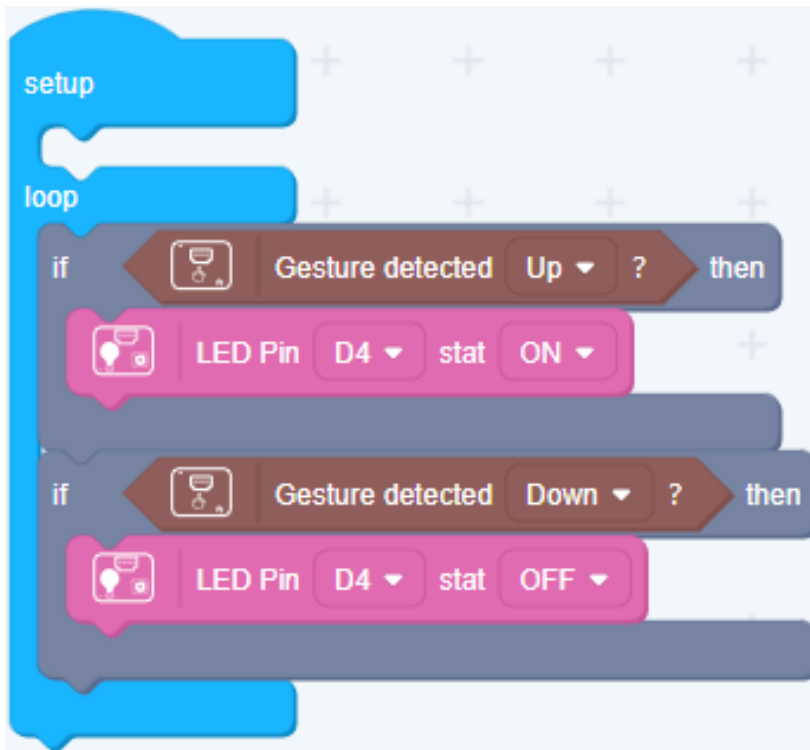 setup
loop
if Gesture detected Up ? then
LED Pin D4 stat ON
if Gesture detected Down ? then
LED Pin D4 stat OFF